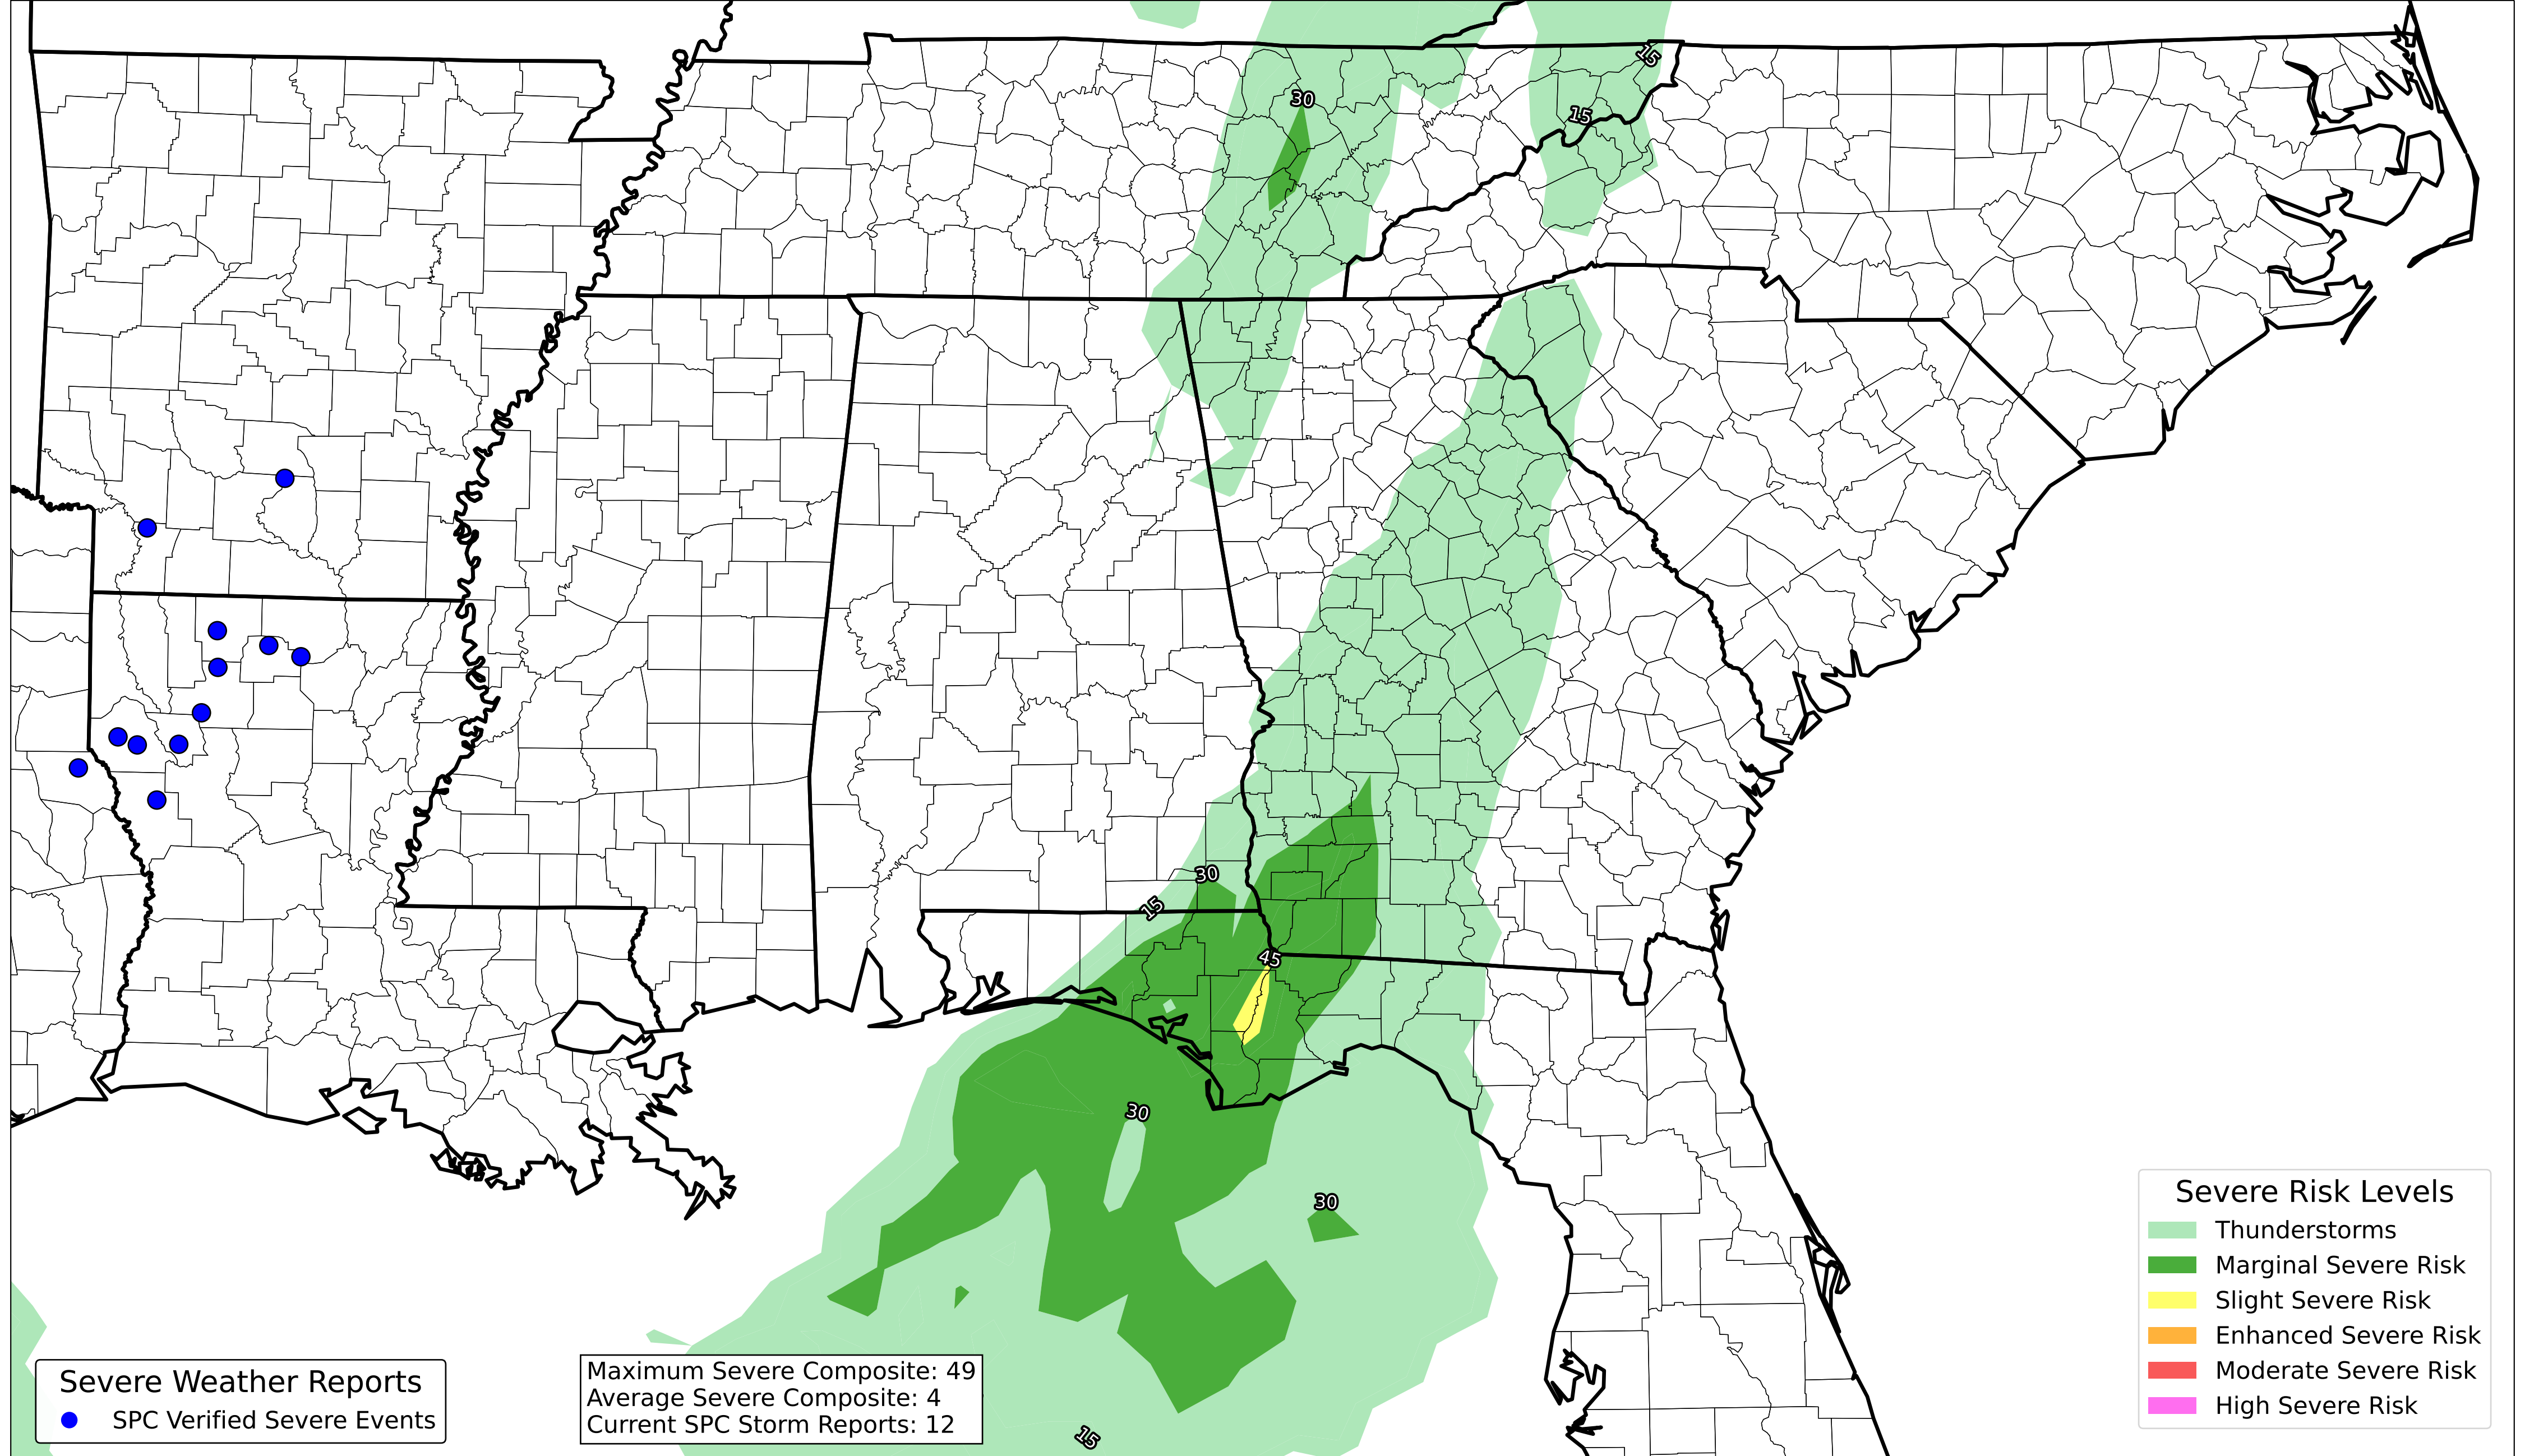 15
30
15
30
15
45
30
30
15
Severe Risk Levels
Thunderstorms
Marginal Severe Risk
Slight Severe Risk
Enhanced Severe Risk
Moderate Severe Risk
High Severe Risk
Severe Weather Reports
SPC Verified Severe Events
Maximum Severe Composite: 49
Average Severe Composite: 4
Current SPC Storm Reports: 12